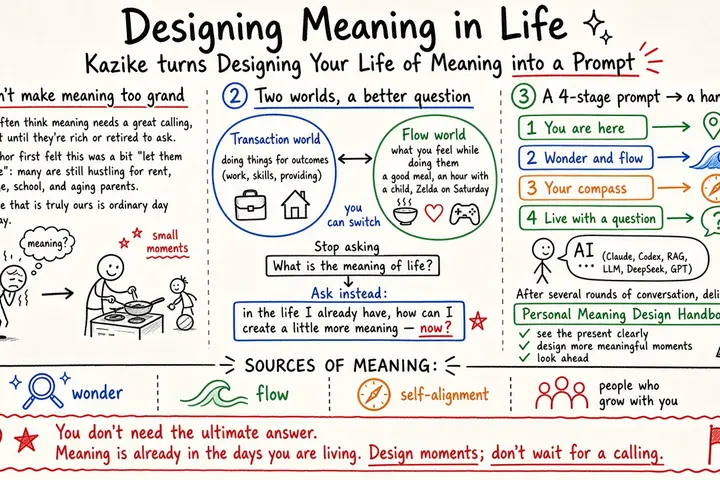 Designing Meaning in Life
Kazike turns Designing Your Life of Meaning into a Prompt
make meaning too grand
often think meaning needs a great calling,
until they're rich or retired to ask.
first felt this was a bit "let them
": many are still hustling for rent,
school, and aging parents.
that is truly ours is ordinary day
meaning?
small
moments
2 Two worlds, a better question
Transaction world
doing things for outcomes
(work, skills, providing)
Flow world
what you feel while
doing them
a good meal, an hour with
a child, Zelda on Saturday
you
can switch
Stop asking
What is the meaning of life?
Ask instead:
in the life I already have, how can I
create a little more meaning — now?
3 A 4-stage prompt → a
1 You are here
2 Wonder and flow
3 Your compass
4 Live with a question
?
AI (Claude, Codex, RAG,
... LLM, DeepSeek, GPT)
After several rounds of conversation,
Personal Meaning Design
see the present clearly
design more meaningful moments
look ahead
SOURCES OF MEANING:
wonder
flow
self-alignment
people who
grow with you
You don't need the ultimate answer.
Meaning is already in the days you are living. Design moments; don't wait for a calling.